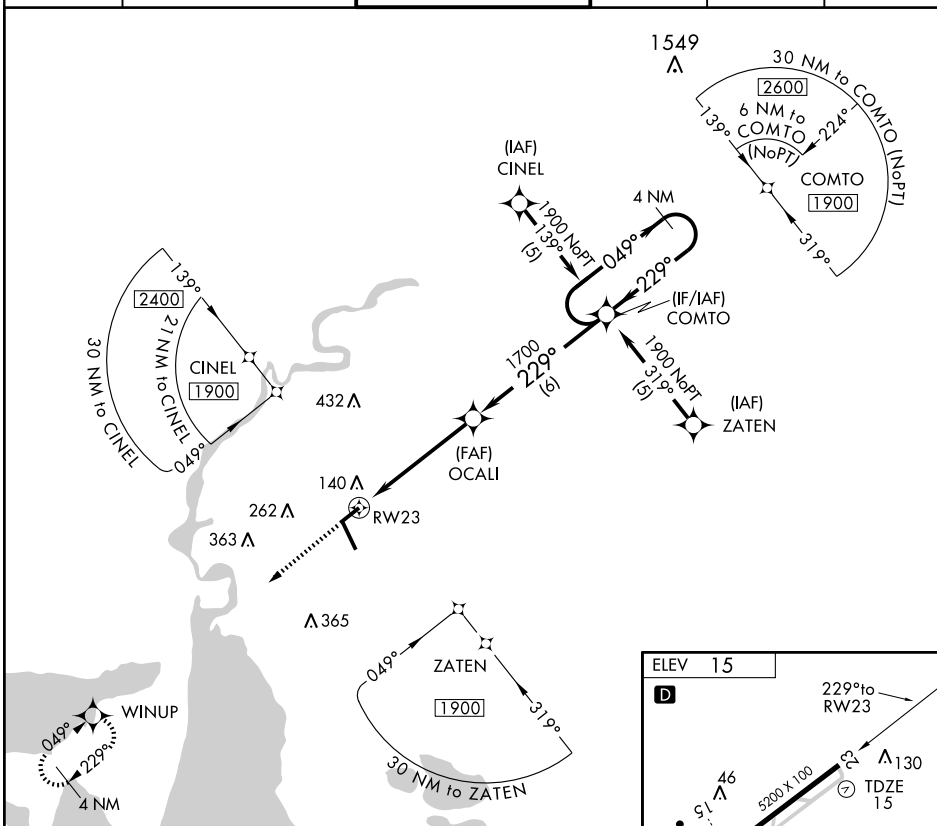 1549
30 NM to COMTO (NoPT)
2600
6 NM to
COMTO
(NoPT)
139°
224°
COMTO
1900
319°
(IAF)
CINEL
1900 NoPT
139°
(5)
4 NM
049°
229°
(IF/IAF)
COMTO
1700
229°
(6)
1900 NoPT
319°
(5)
(IAF)
ZATEN
139°
2400
21 NM to CINEL
30 NM to CINEL
CINEL
1900
049°
432
(FAF)
OCALI
140
262
RW23
363
365
049°
ZATEN
1900
319°
30 NM to ZATEN
WINUP
049°
229°
4 NM
ELEV 15
D
229° to
RW23
23
130
TDZE
15
46
5200 X 100
15